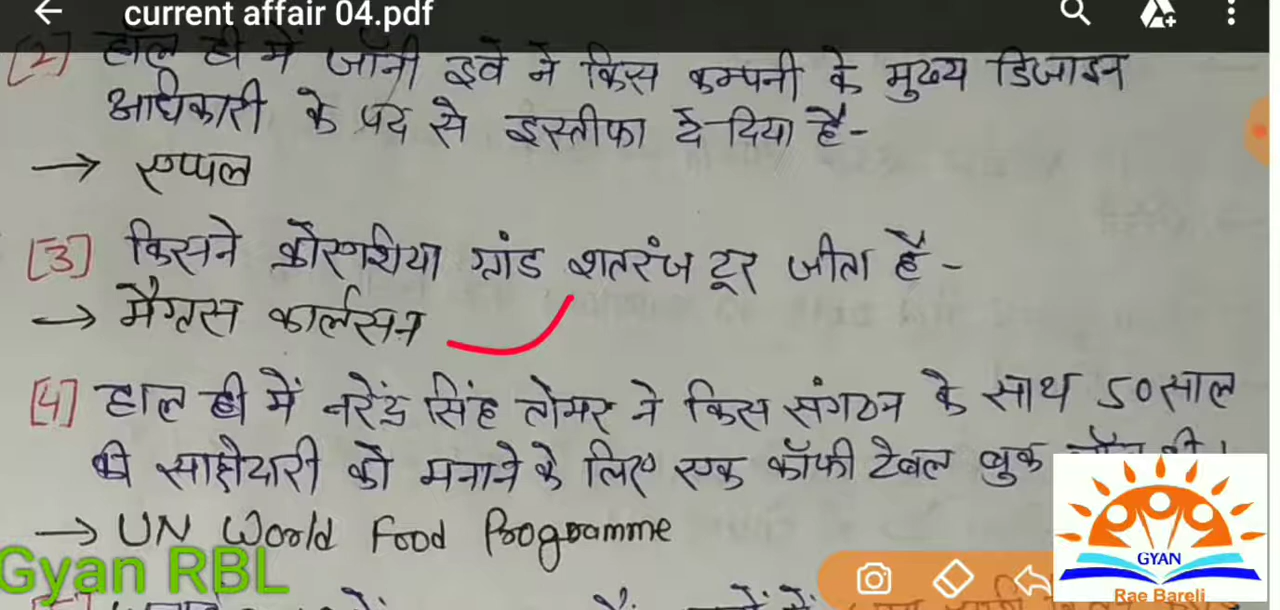 current affair 04.pdf
[2] हॉल ही में जॉनी इवे ने किस कम्पनी के मुख्य डिजाइन
अधिकारी के पद से इस्तीफा दे दिया है-
→ एप्पल
[3] किसने क्रोएशिया ग्रांड शतरंज टूर जीता है -
→ मैग्नस कार्लसन
[4] हाल ही में नरेंद्र सिंह तोमर ने किस संगठन के साथ 50 साल
की साझेदारी को मनाने के लिए एक कॉफी टेबल बुक
→ UN World Food Programme
Gyan RBL
GYAN
Rae Bareli